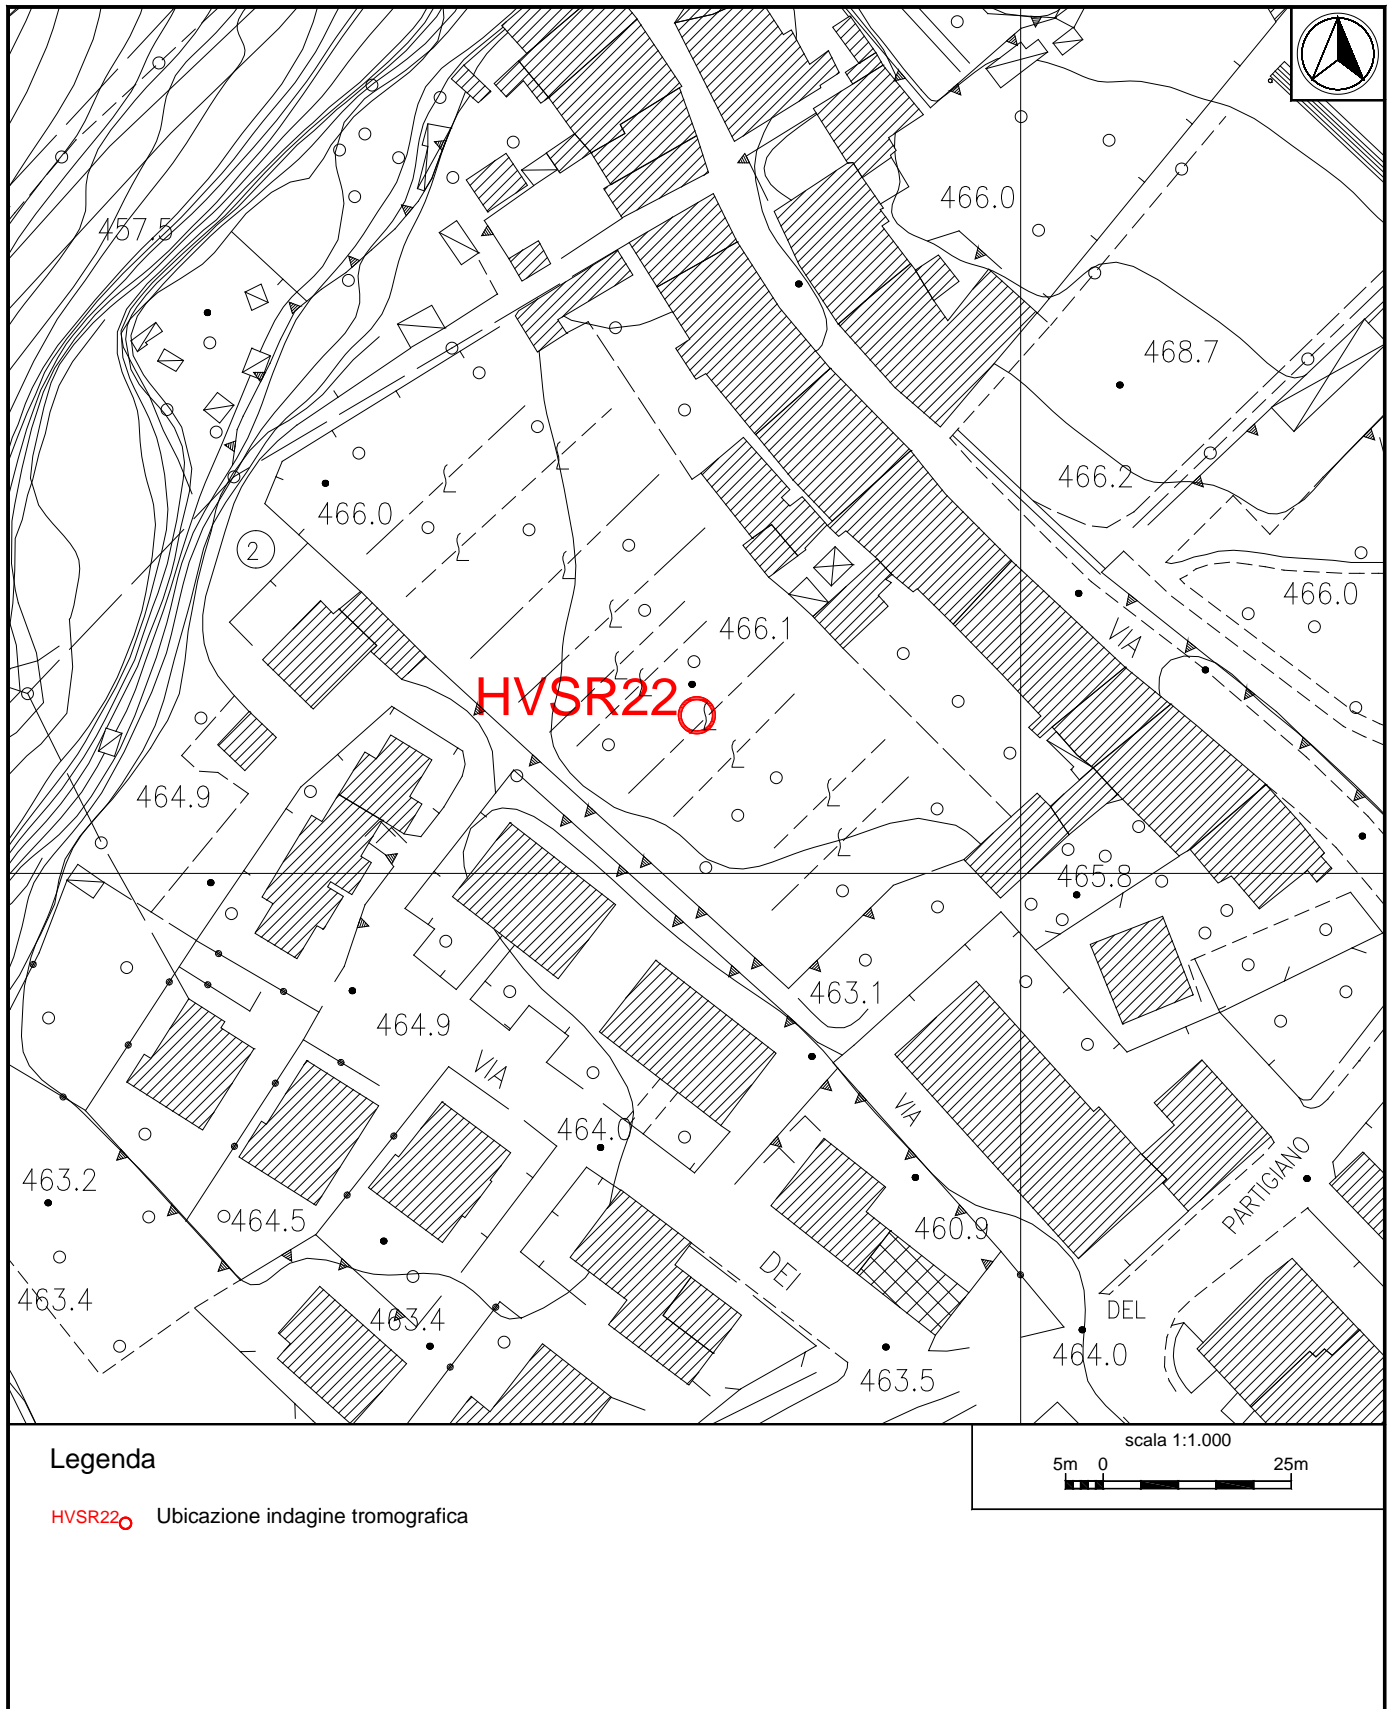 457.5
466.0
468.7
466.2
466.0
466.0
2
466.1
VIA
HVSR22
464.9
465.8
463.1
464.9
VIA
VIA
464.0
463.2
464.5
PARTIGIANO
460.9
DEI
463.4
463.4
DEL
464.0
463.5
Legenda
HVSR22 Ubicazione indagine tromografica
scala 1:1.000
5m 0 25m